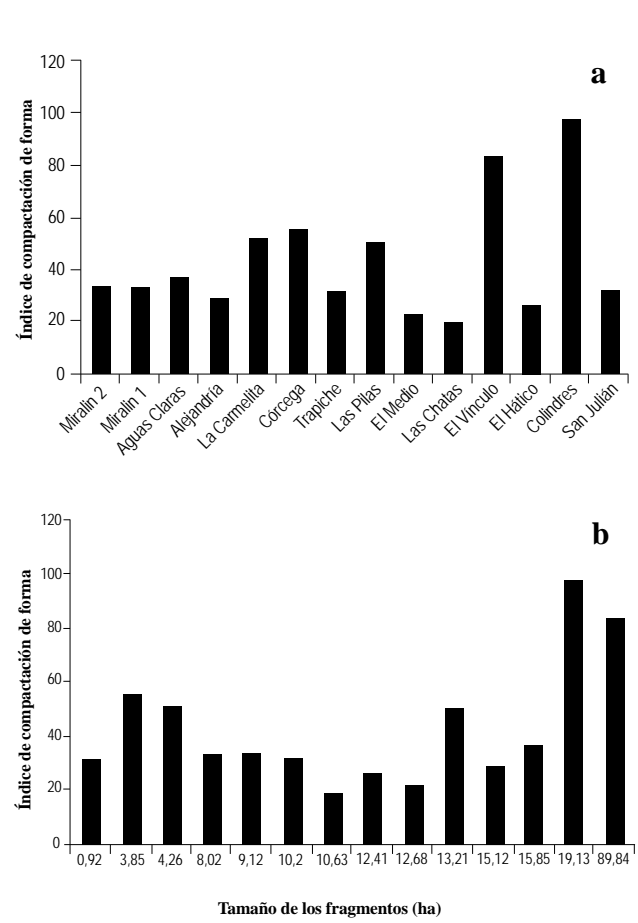 a
Índice de compactación de forma
120
100
80
60
40
20
0
Miralin 2
Miralin 1
Aguas Claras
Alejandría
La Carmelita
Córcega
Trapiche
Las Pilas
El Medio
Las Chatas
El Vínculo
El Hático
Colindres
San Julián
b
Índice de compactación de forma
120
100
80
60
40
20
0
0,92 3,85 4,26 8,02 9,12 10,2 10,63 12,41 12,68 13,21 15,12 15,85 19,13 89,84
Tamaño de los fragmentos (ha)